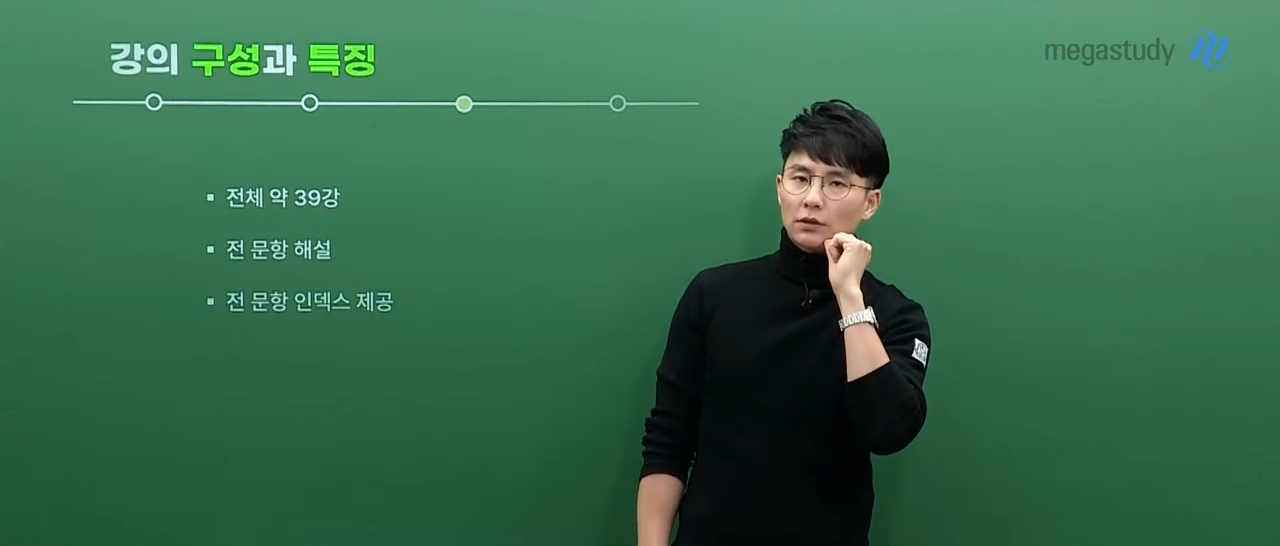 강의 구성과 특징
megastudy
전체 약 39강
전 문항 해설
전 문항 인덱스 제공